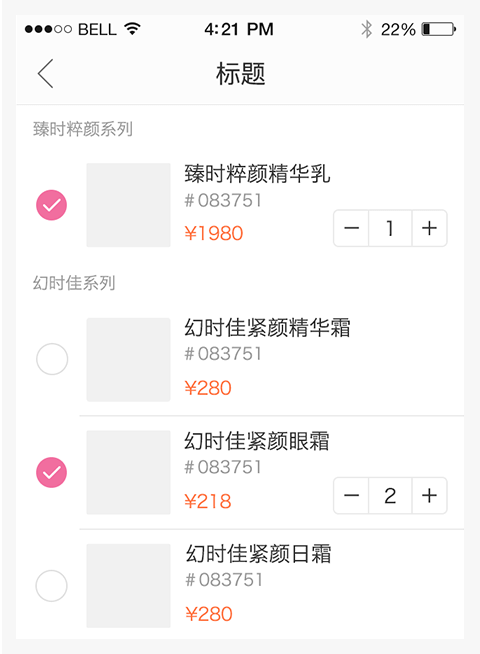 BELL 4:21 PM 22%
标题
臻时粹颜系列
臻时粹颜精华乳
#083751
¥1980
1
幻时佳系列
幻时佳紧颜精华霜
#083751
¥280
幻时佳紧颜眼霜
#083751
¥218
2
幻时佳紧颜日霜
#083751
¥280